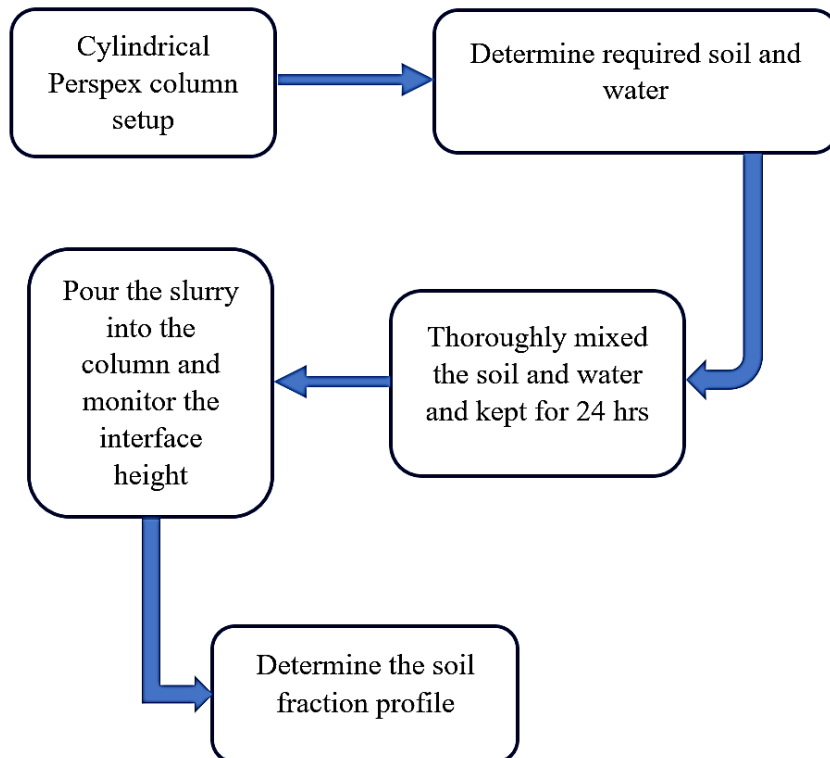 Cylindrical
Perspex column
setup
Determine required soil and
water
Thoroughly mixed
the soil and water
and kept for 24 hrs
Pour the slurry
into the
column and
monitor the
interface
height
Determine the soil
fraction profile